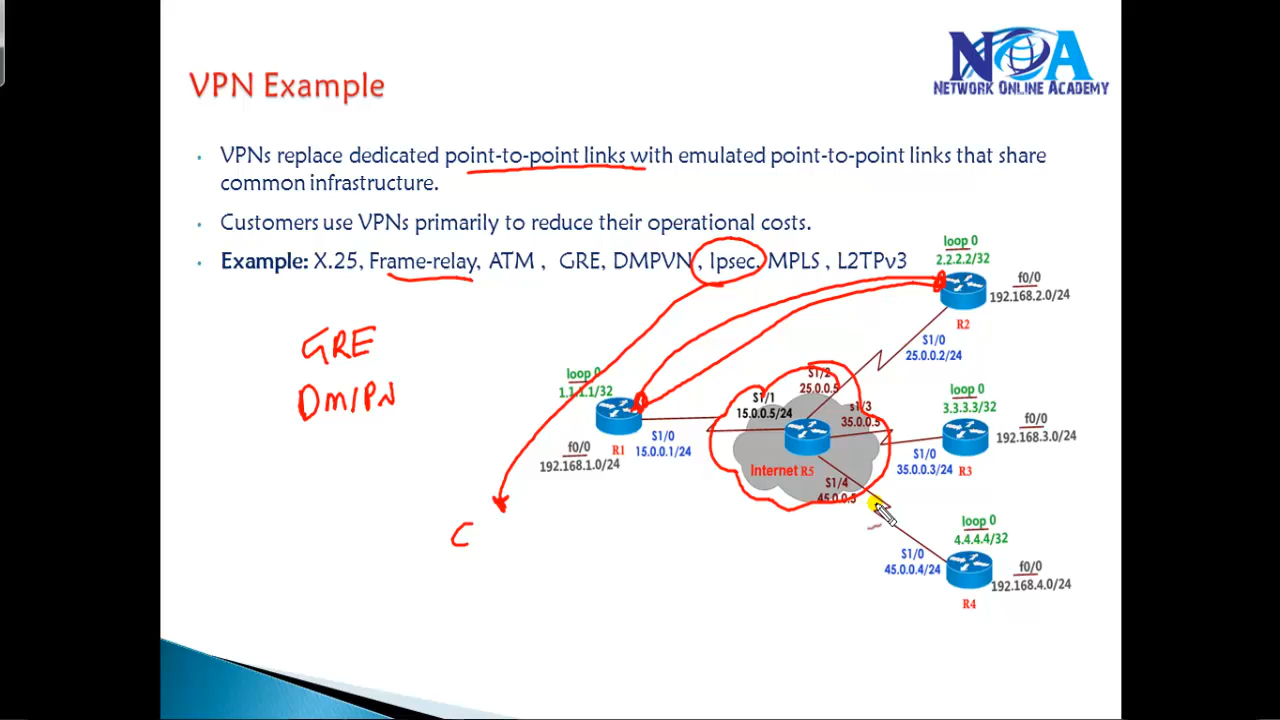 NOA
NETWORK ONLINE ACADEMY
VPN Example
• VPNs replace dedicated point-to-point links with emulated point-to-point links that share
common infrastructure.
• Customers use VPNs primarily to reduce their operational costs.
• Example: X.25, Frame-relay, ATM , GRE, DMPVN , Ipsec, MPLS , L2TPv3
loop 0
2.2.2.2/32
f0/0
192.168.2.0/24
R2
S1/0
25.0.0.2/24
GRE
DMVPN
loop 0
1.1.1.1/32
R1
f0/0
192.168.1.0/24
S1/0
15.0.0.1/24
S1/1
15.0.0.5/24
S1/2
25.0.0.5
s1/3
35.0.0.5
Internet R5
S1/4
45.0.0.5
loop 0
3.3.3.3/32
f0/0
192.168.3.0/24
S1/0
35.0.0.3/24
R3
C
loop 0
4.4.4.4/32
S1/0
45.0.0.4/24
f0/0
192.168.4.0/24
R4